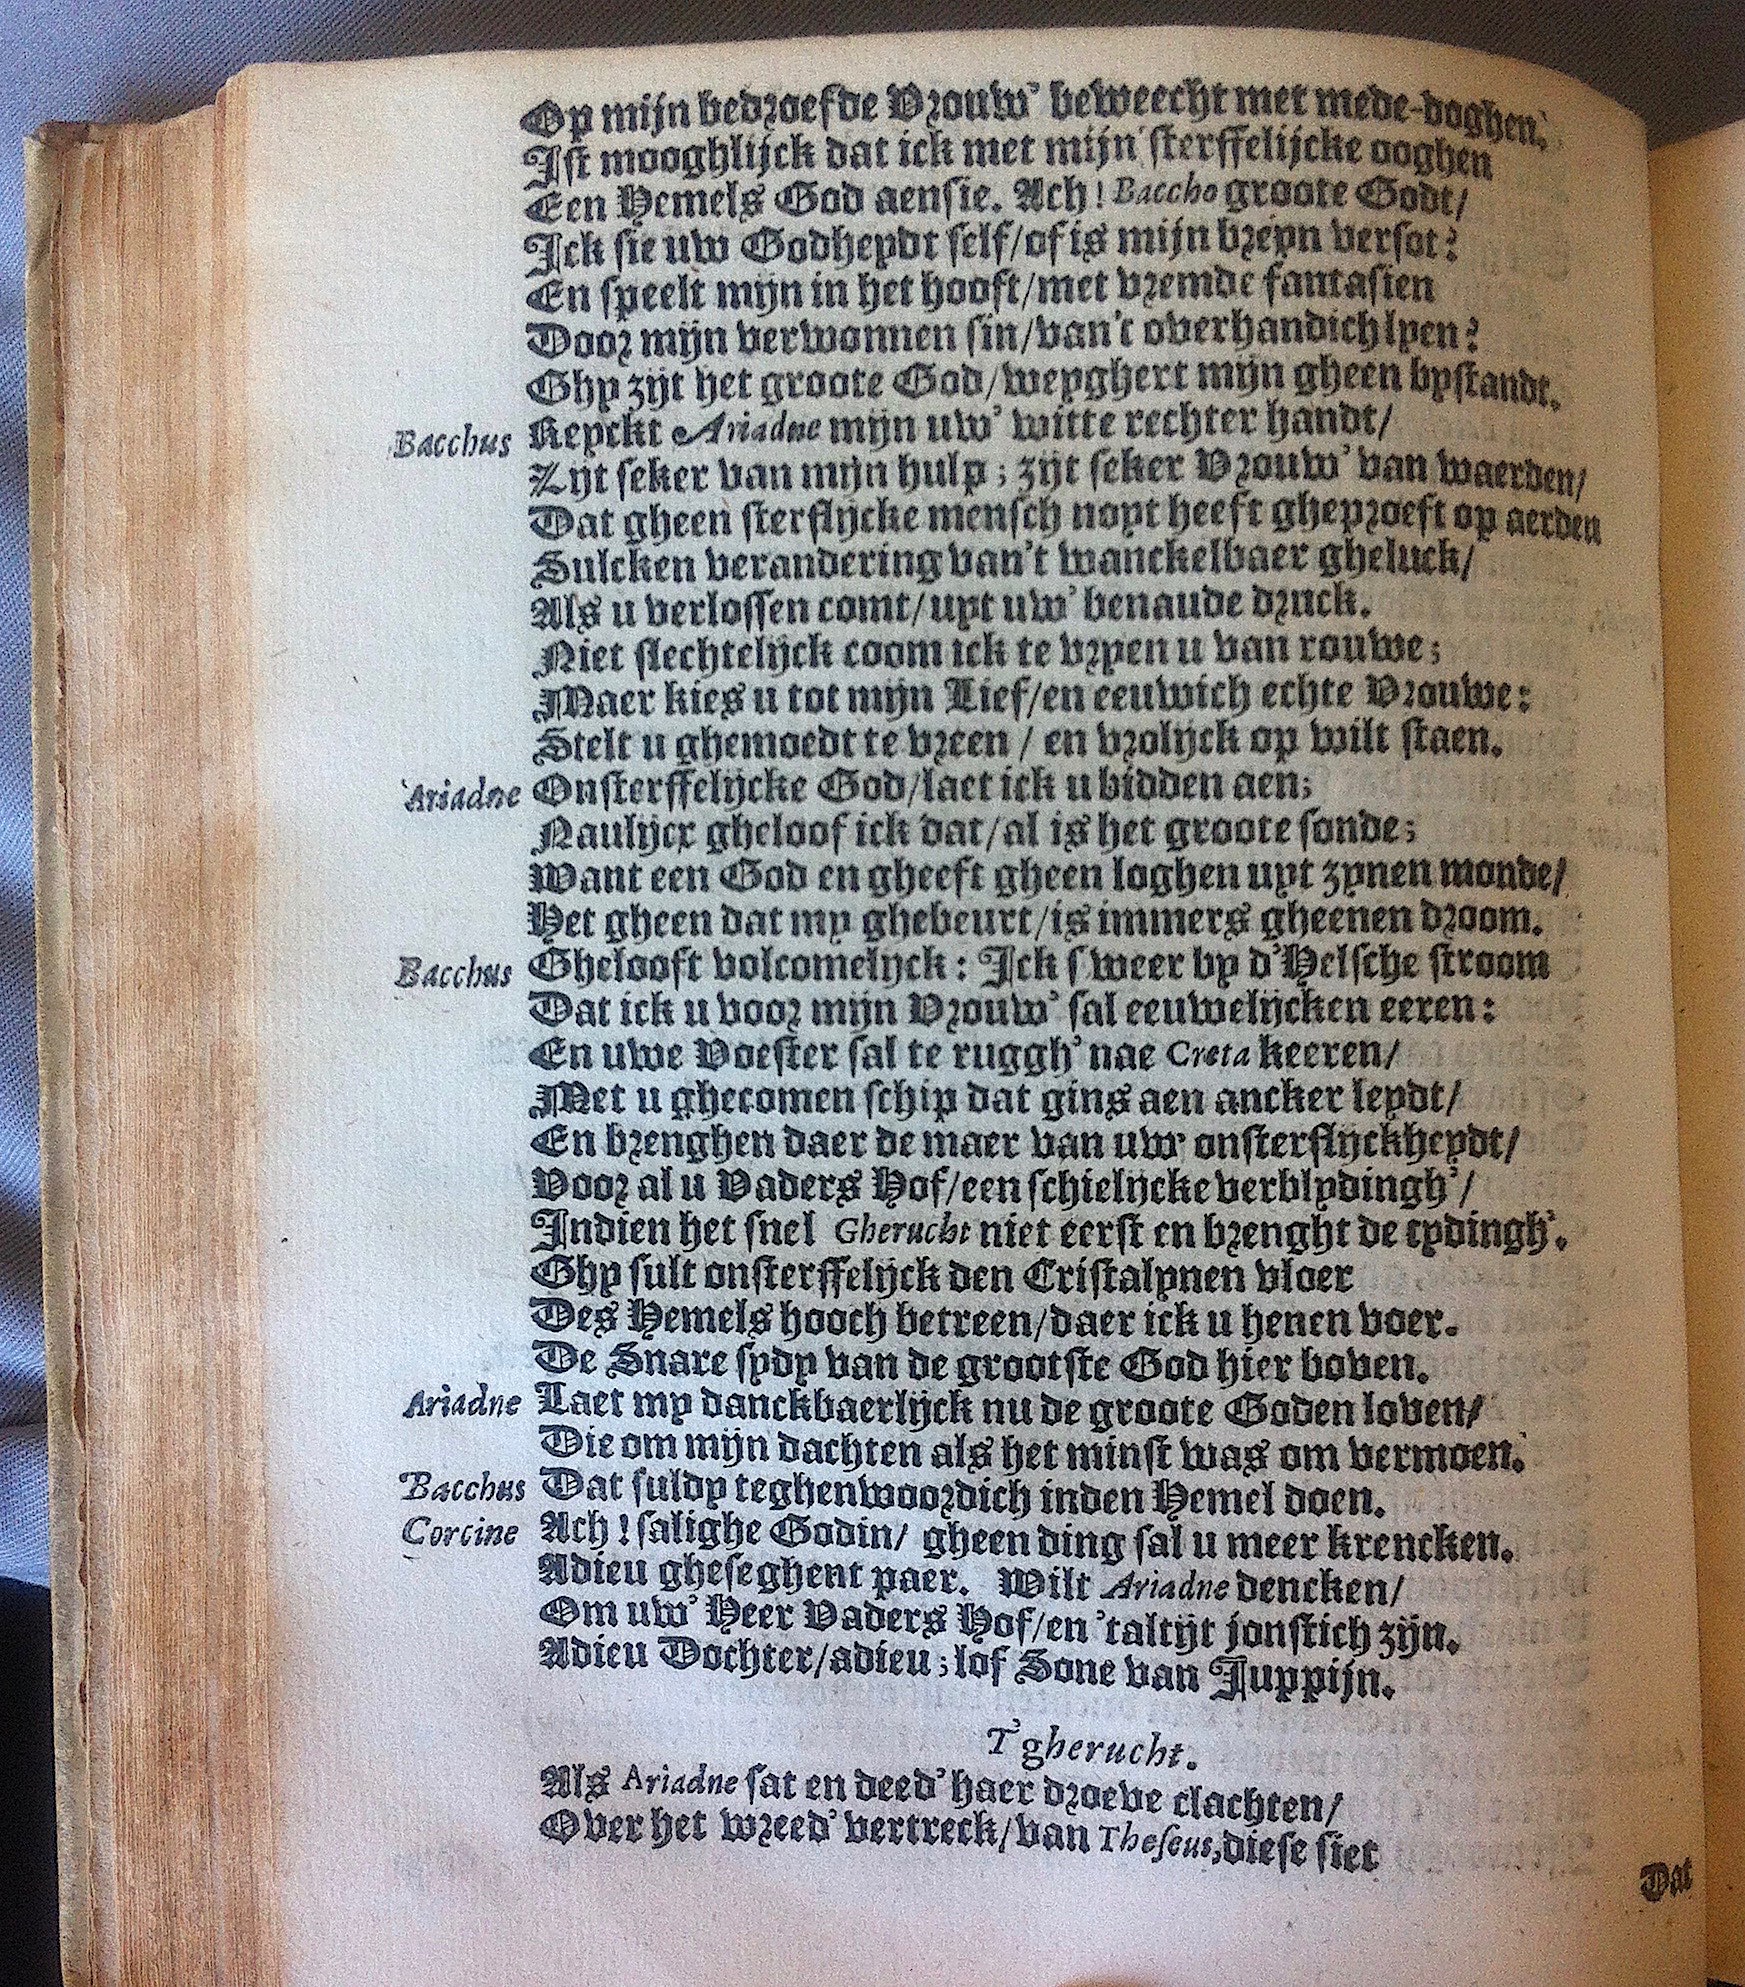 Op mijn bedroefde Vrouw' beweecht met mede-doghen.
Ist mooghlijck dat ick met mijn sterffelijcke ooghen
Een Hemels God aensie. Ach! Baccho groote Godt/
Ick sie uw Godheydt self/of is mijn breyn versot?
En speelt mijn in het hooft/met vremde fantasien
Door mijn verwonnen sin/van't overhandich lyen?
Ghy zijt het groote God/weyghert mijn gheen bystandt.
Bacchus Reyckt Ariadne mijn uw' witte rechter handt/
Zijt seker van mijn hulp; zijt seker Vrouw' van waerden/
Dat gheen sterflijcke mensch noyt heeft gheproeft op aerden
Sulcken verandering van't wanckelbaer gheluck/
Als u verlossen comt/uyt uw' benaude druck.
Niet slechtelijck coom ick te vryen u van rouwe;
Maer kies u tot mijn Lief/en eeuwich echte Vrouwe:
Stelt u ghemoedt te vreen/ en vrolijck op wilt staen.
Ariadne Onsterffelijcke God/laet ick u bidden aen;
Naulijcx gheloof ick dat/al is het groote sonde;
Want een God en gheeft gheen loghen uyt zynen monde/
Het gheen dat my ghebeurt/is immers gheenen droom.
Bacchus Ghelooft volcomelijck: Ick sweer by d'Helsche stroom
Dat ick u voor mijn Vrouw' sal eeuwelijcken eeren:
En uwe Voester sal te ruggh' nae Creta keeren/
Met u ghecomen schip dat gins aen ancker leydt/
En brenghen daer de maer van uw' onsterflijckheydt/
Voor al u Vaders Hof/een schielijcke verblydingh'/
Indien het snel Gherucht niet eerst en brenght de tydingh'.
Ghy sult onsterffelijck den Cristalynen vloer
Des Hemels hooch betreen/daer ick u henen voer.
De Snare sydy van de grootste God hier boven.
Ariadne Laet my danckbaerlijck nu de groote Goden loven/
Die om mijn dachten als het minst was om vermoen.
Bacchus Dat suldy teghenwoordich inden Hemel doen.
Corcine Ach! salighe Godin/ gheen ding sal u meer krencken.
Adieu gheseghent paer. Wilt Ariadne dencken/
Om uw' Heer Vaders Hof/en 'taltijt jonstich zijn.
Adieu Dochter/adieu; lof Sone van Juppijn.
T'gherucht.
Als Ariadne sat en deed' haer droeve clachten/
Over het wreed' vertreck/van Theseus, diese siet
Dat